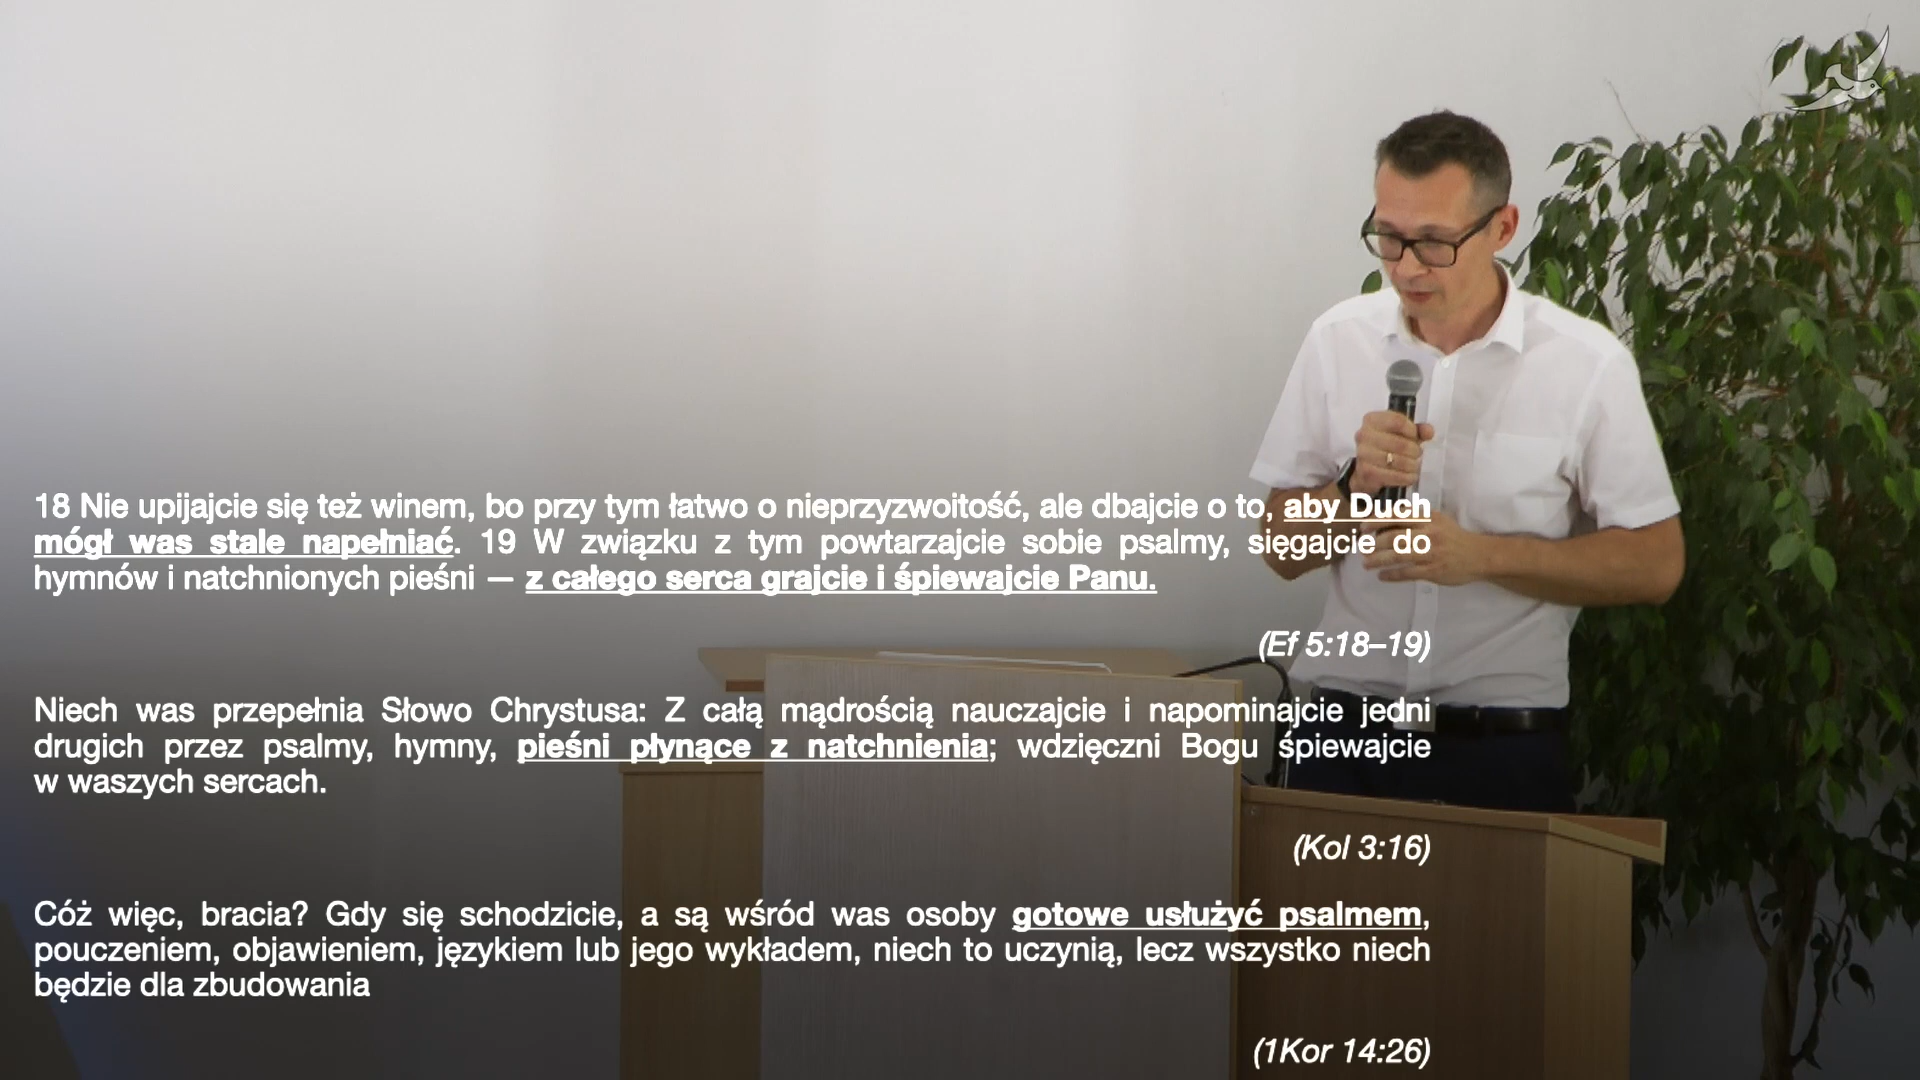 18 Nie upijajcie się też winem, bo przy tym łatwo o nieprzyzwoitość, ale dbajcie o to, aby Duch
mógł was stale napełniać. 19 W związku z tym powtarzajcie sobie psalmy, sięgajcie do
hymnów i natchnionych pieśni — z całego serca grajcie i śpiewajcie Panu.
(Ef 5:18–19)
Niech was przepełnia Słowo Chrystusa: Z całą mądrością nauczajcie i napominajcie jedni
drugich przez psalmy, hymny, pieśni płynące z natchnienia; wdzięczni Bogu śpiewajcie
w waszych sercach.
(Kol 3:16)
Cóż więc, bracia? Gdy się schodzicie, a są wśród was osoby gotowe usłużyć psalmem,
pouczeniem, objawieniem, językiem lub jego wykładem, niech to uczynią, lecz wszystko niech
będzie dla zbudowania
(1Kor 14:26)